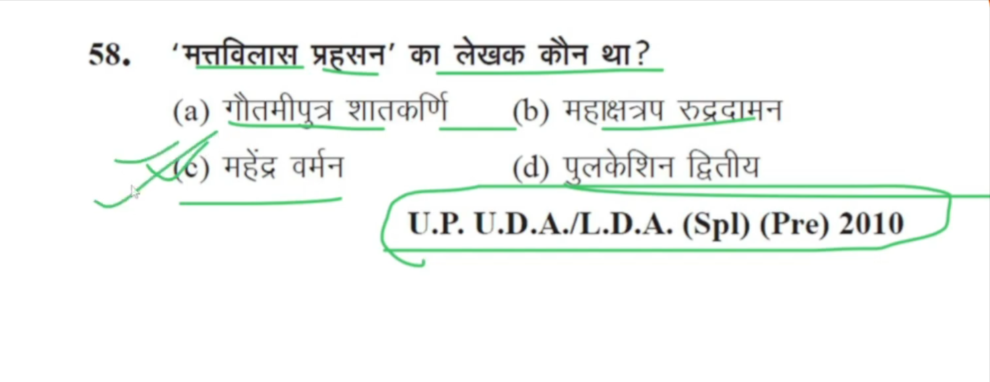 58. ‘मत्तविलास प्रहसन’ का लेखक कौन था?
(a) गौतमीपुत्र शातकर्णि (b) महाक्षत्रप रुद्रदामन
(c) महेंद्र वर्मन (d) पुलकेशिन द्वितीय
U.P. U.D.A./L.D.A. (Spl) (Pre) 2010